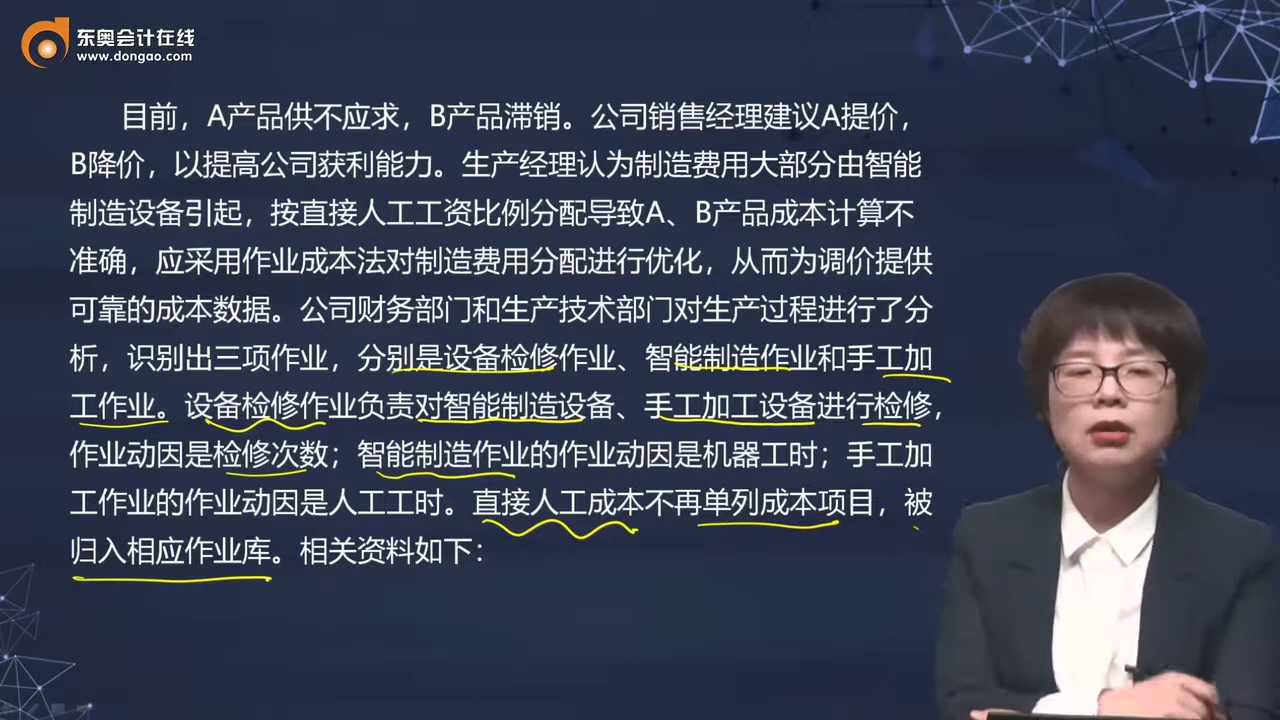 东奥会计在线
www.dongao.com
目前，A产品供不应求，B产品滞销。公司销售经理建议A提价，
B降价，以提高公司获利能力。生产经理认为制造费用大部分由智能
制造设备引起，按直接人工工资比例分配导致A、B产品成本计算不
准确，应采用作业成本法对制造费用分配进行优化，从而为调价提供
可靠的成本数据。公司财务部门和生产技术部门对生产过程进行了分
析，识别出三项作业，分别是设备检修作业、智能制造作业和手工加
工作业。设备检修作业负责对智能制造设备、手工加工设备进行检修，
作业动因是检修次数；智能制造作业的作业动因是机器工时；手工加
工作业的作业动因是人工工时。直接人工成本不再单列成本项目，被
归入相应作业库。相关资料如下：